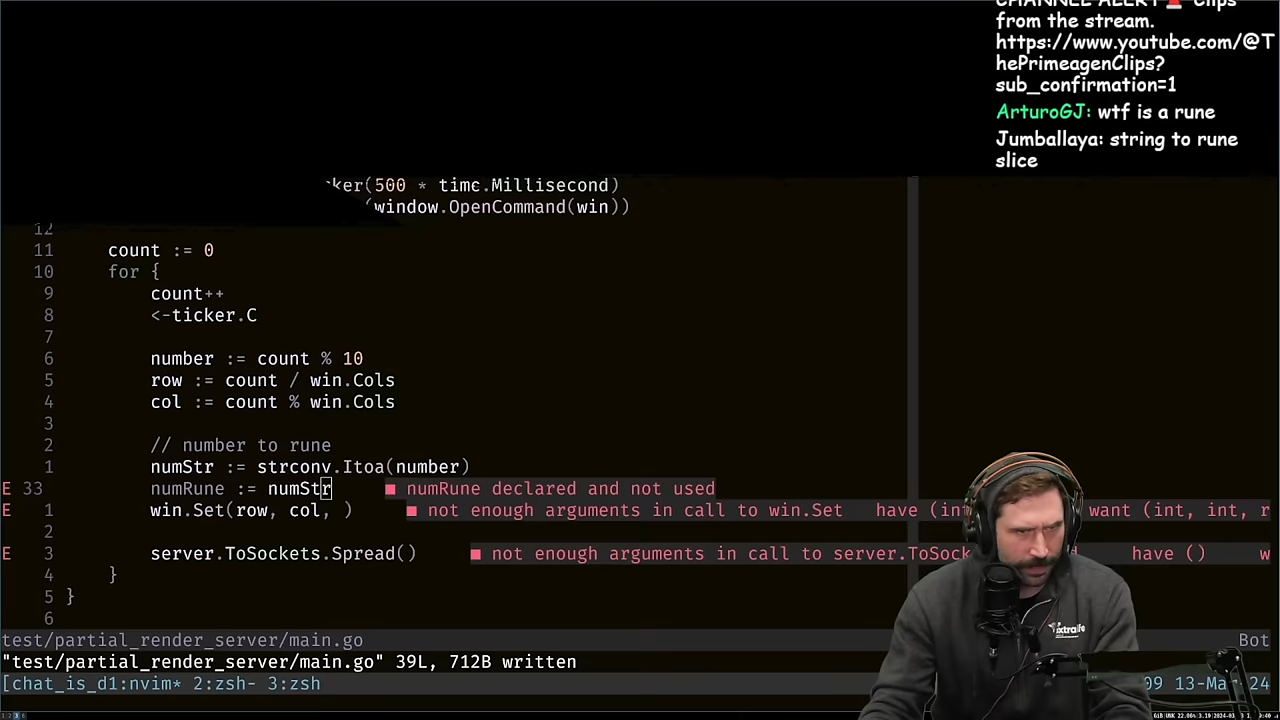 CHANNEL ALERT🚨 Clips
from the stream.
https://www.youtube.com/@T
hePrimeagenClips?
sub_confirmation=1
ArturoGJ: wtf is a rune
Jumballaya: string to rune
slice
ker(500 * time.Millisecond)
(window.OpenCommand(win))
12
11 count := 0
10 for {
9 count++
8 <-ticker.C
7
6 number := count % 10
5 row := count / win.Cols
4 col := count % win.Cols
3
2 // number to rune
1 numStr := strconv.Itoa(number)
E 33 numRune := numStr ■ numRune declared and not used
E 1 win.Set(row, col, ) ■ not enough arguments in call to win.Set have (int want (int, int, r
2
E 3 server.ToSockets.Spread() ■ not enough arguments in call to server.ToSock have () w
4 }
5 }
6
test/partial_render_server/main.go Bot
"test/partial_render_server/main.go" 39L, 712B written
[chat_is_d1:nvim* 2:zsh- 3:zsh 09 13-Mar-24